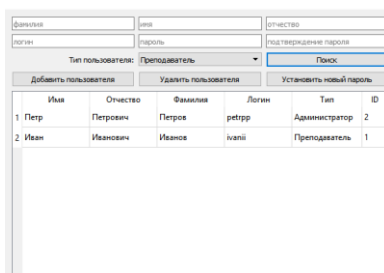 фамилия имя отчество
логин пароль подтверждение пароля
Тип пользователя: Преподаватель Поиск
Добавить пользователя Удалить пользователя Установить новый пароль
Имя Отчество Фамилия Логин Тип ID
1 Петр Петрович Петров petrpp Администратор 2
2 Иван Иванович Иванов ivanii Преподаватель 1